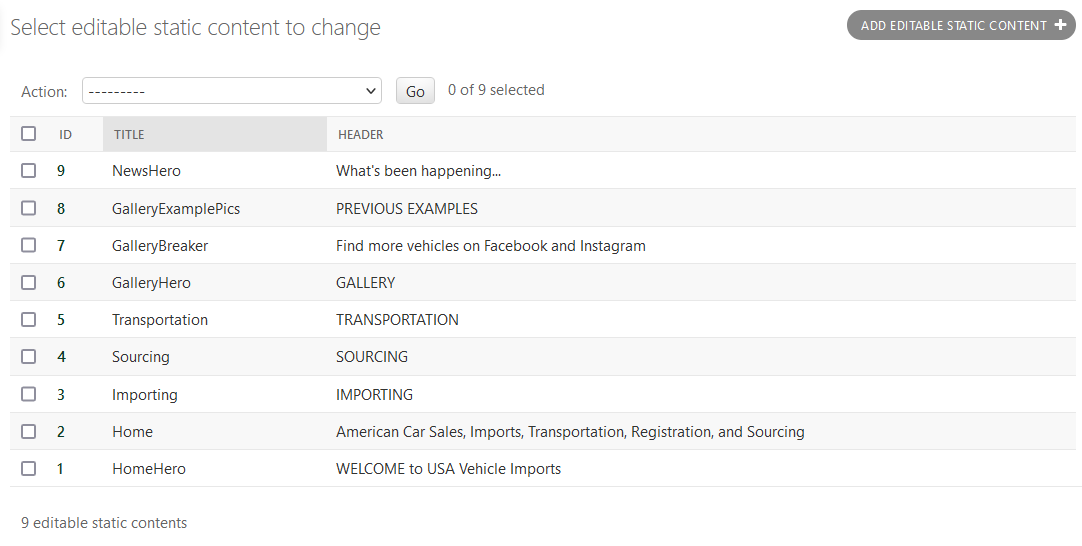 Select editable static content to change
ADD EDITABLE STATIC CONTENT +
Action: --------- Go 0 of 9 selected
ID TITLE HEADER
9 NewsHero What's been happening...
8 GalleryExamplePics PREVIOUS EXAMPLES
7 GalleryBreaker Find more vehicles on Facebook and Instagram
6 GalleryHero GALLERY
5 Transportation TRANSPORTATION
4 Sourcing SOURCING
3 Importing IMPORTING
2 Home American Car Sales, Imports, Transportation, Registration, and Sourcing
1 HomeHero WELCOME to USA Vehicle Imports
9 editable static contents